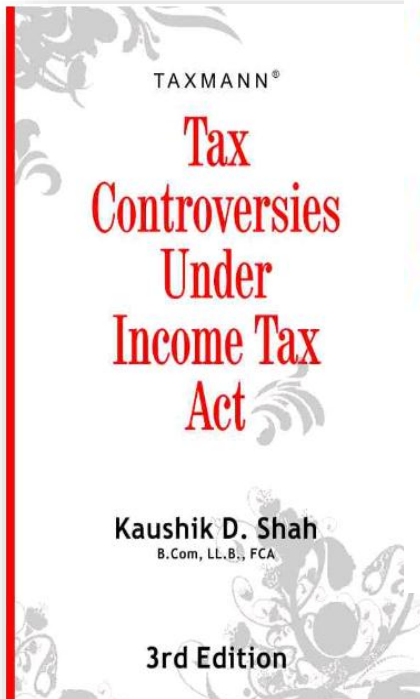 TAXMANN®
Tax
Controversies
Under
Income Tax
Act
Kaushik D. Shah
B.Com, LL.B., FCA
3rd Edition